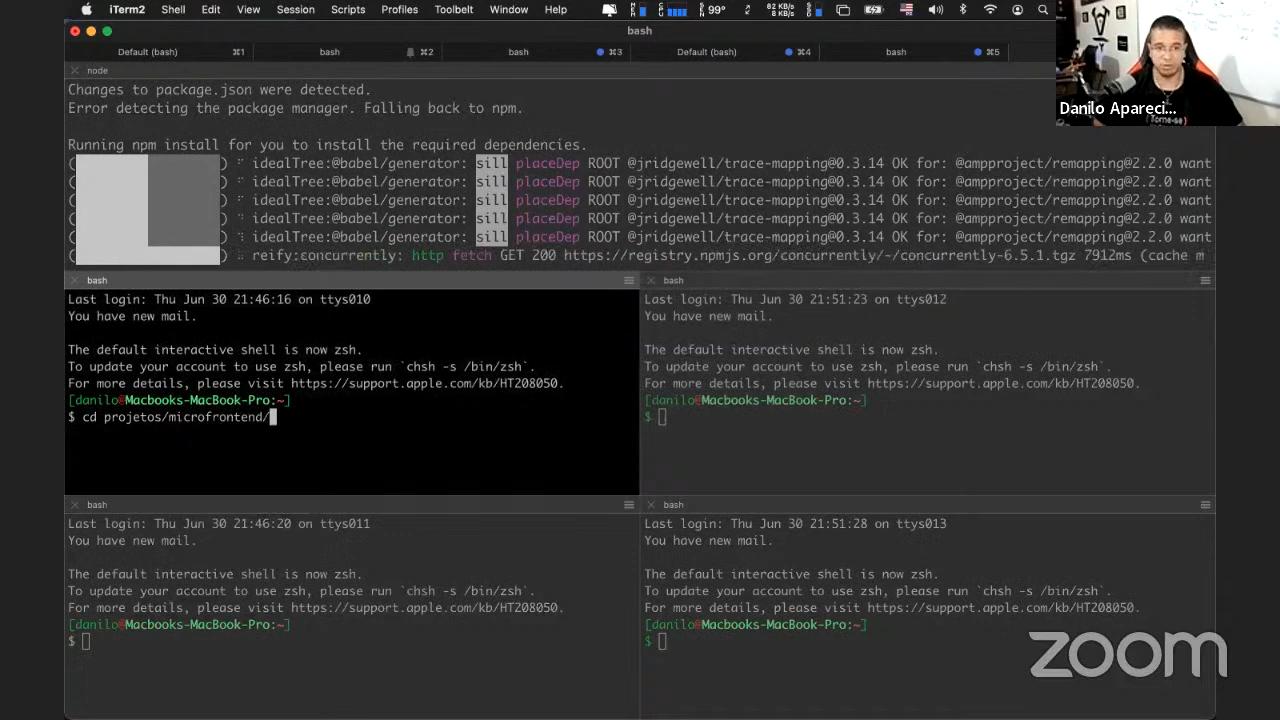 iTerm2 Shell Edit View Session Scripts Profiles Toolbelt Window Help 99°
bash
Default (bash) ⌘1 bash ⌘2 bash ⌘3 Default (bash) ⌘4 bash ⌘5
node
Changes to package.json were detected.
Error detecting the package manager. Falling back to npm.
Running npm install for you to install the required dependencies.
( ) ⠋ idealTree:@babel/generator: sill placeDep ROOT @jridgewell/trace-mapping@0.3.14 OK for: @ampproject/remapping@2.2.0 want
( ) ⠋ idealTree:@babel/generator: sill placeDep ROOT @jridgewell/trace-mapping@0.3.14 OK for: @ampproject/remapping@2.2.0 want
( ) ⠋ idealTree:@babel/generator: sill placeDep ROOT @jridgewell/trace-mapping@0.3.14 OK for: @ampproject/remapping@2.2.0 want
( ) ⠋ idealTree:@babel/generator: sill placeDep ROOT @jridgewell/trace-mapping@0.3.14 OK for: @ampproject/remapping@2.2.0 want
( ) ⠋ idealTree:@babel/generator: sill placeDep ROOT @jridgewell/trace-mapping@0.3.14 OK for: @ampproject/remapping@2.2.0 want
( ) ⠋ reify:concurrently: http fetch GET 200 https://registry.npmjs.org/concurrently/-/concurrently-6.5.1.tgz 7912ms (cache m
bash
Last login: Thu Jun 30 21:46:16 on ttys010
You have new mail.
The default interactive shell is now zsh.
To update your account to use zsh, please run `chsh -s /bin/zsh`.
For more details, please visit https://support.apple.com/kb/HT208050.
[danilo@Macbooks-MacBook-Pro:~]
$ cd projetos/microfrontend/
bash
Last login: Thu Jun 30 21:51:23 on ttys012
You have new mail.
The default interactive shell is now zsh.
To update your account to use zsh, please run `chsh -s /bin/zsh`.
For more details, please visit https://support.apple.com/kb/HT208050.
[danilo@Macbooks-MacBook-Pro:~]
$
bash
Last login: Thu Jun 30 21:46:20 on ttys011
You have new mail.
The default interactive shell is now zsh.
To update your account to use zsh, please run `chsh -s /bin/zsh`.
For more details, please visit https://support.apple.com/kb/HT208050.
[danilo@Macbooks-MacBook-Pro:~]
$
bash
Last login: Thu Jun 30 21:51:28 on ttys013
You have new mail.
The default interactive shell is now zsh.
To update your account to use zsh, please run `chsh -s /bin/zsh`.
For more details, please visit https://support.apple.com/kb/HT208050.
[danilo@Macbooks-MacBook-Pro:~]
$
Danilo Apareci...
zoom